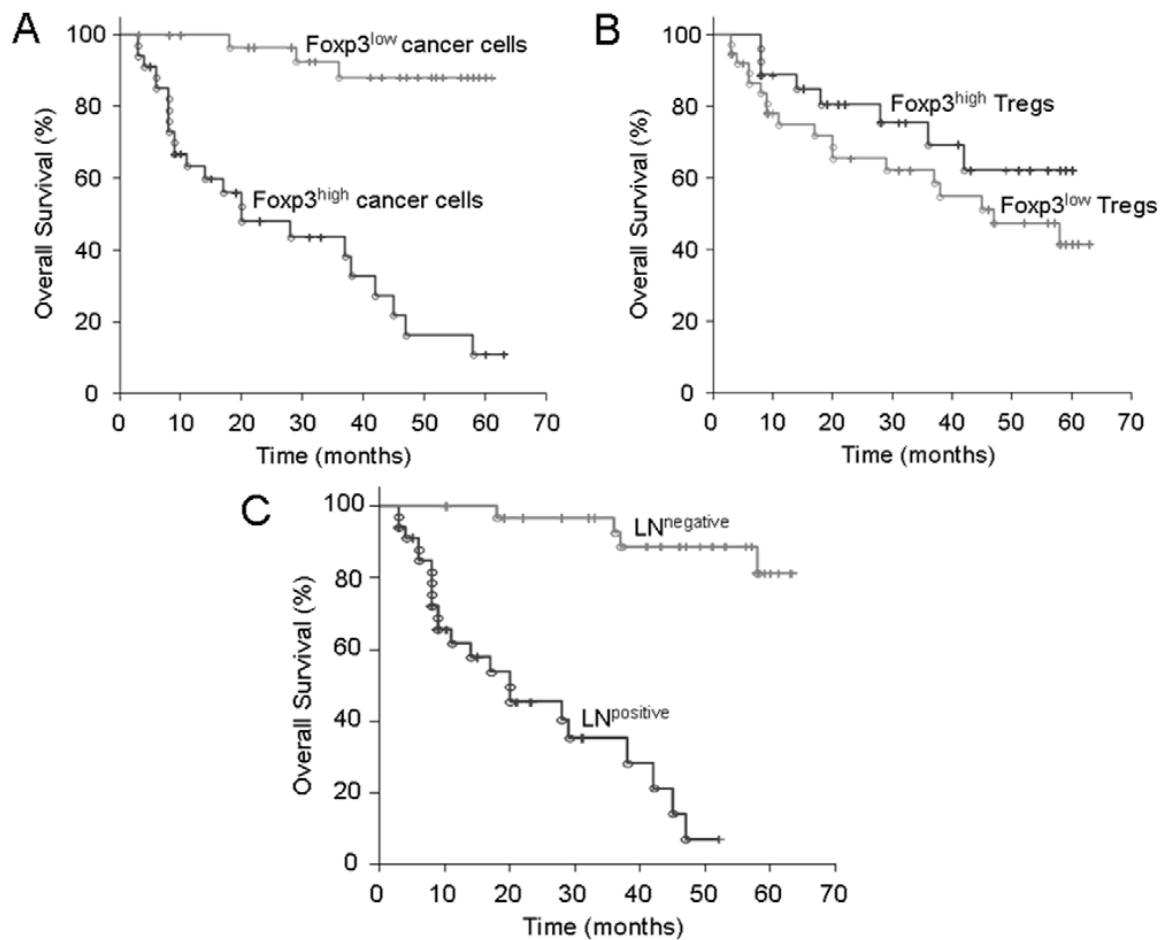 A
Overall Survival (%)
100
80
60
40
20
0
Foxp3low cancer cells
Foxp3high cancer cells
0 10 20 30 40 50 60 70
Time (months)
B
Overall Survival (%)
100
80
60
40
20
0
Foxp3high Tregs
Foxp3low Tregs
0 10 20 30 40 50 60 70
Time (months)
C
Overall Survival (%)
100
80
60
40
20
0
LNnegative
LNpositive
0 10 20 30 40 50 60 70
Time (months)